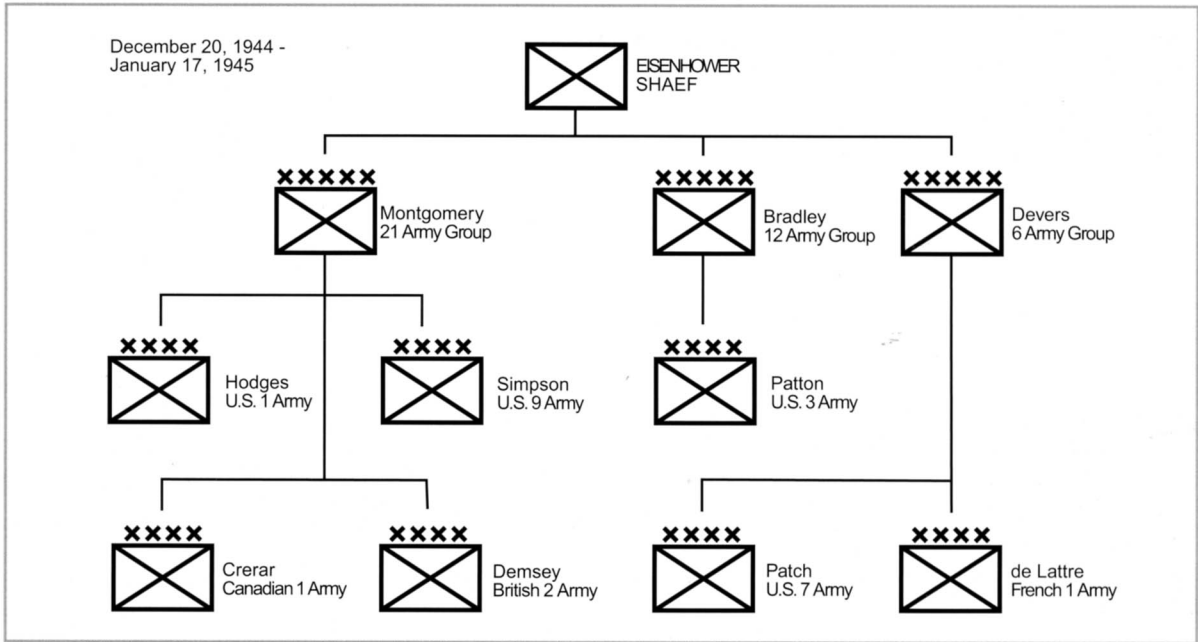 December 20, 1944 -
January 17, 1945
EISENHOWER
SHAEF
Montgomery
21 Army Group
Bradley
12 Army Group
Devers
6 Army Group
Hodges
U.S. 1 Army
Simpson
U.S. 9 Army
Patton
U.S. 3 Army
Crerar
Canadian 1 Army
Demsey
British 2 Army
Patch
U.S. 7 Army
de Lattre
French 1 Army